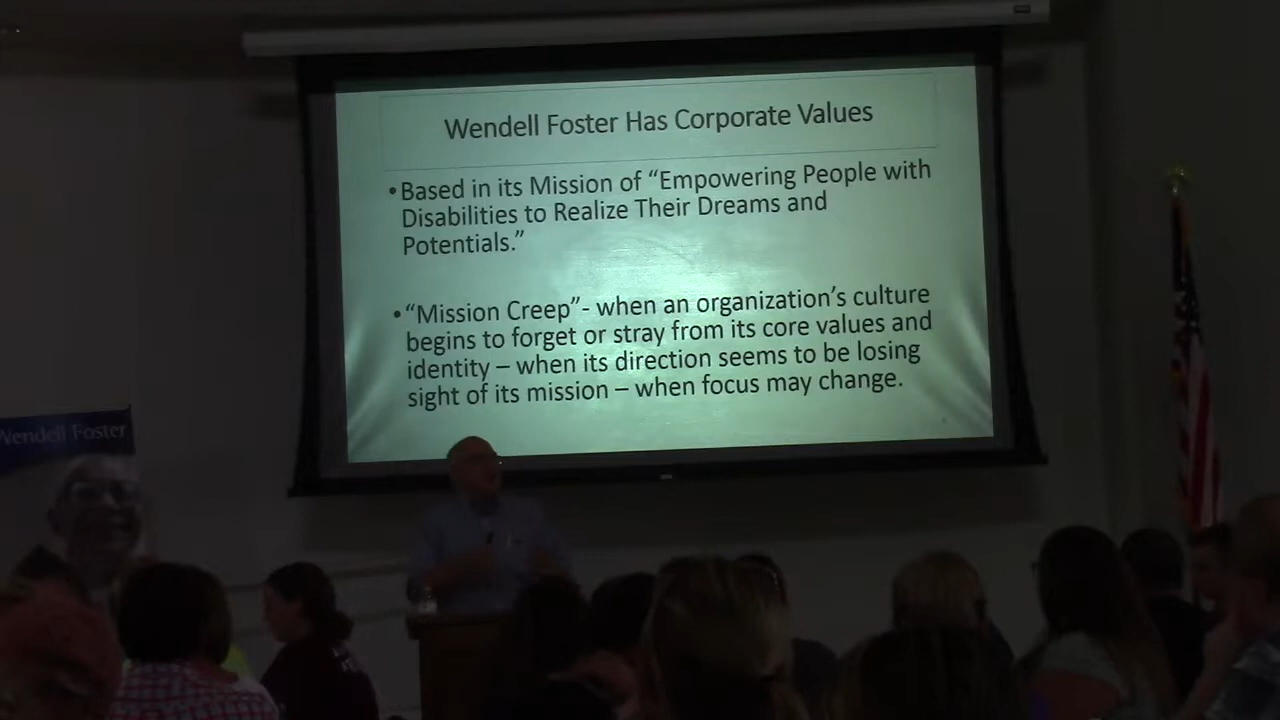 Wendell Foster Has Corporate Values
•Based in its Mission of “Empowering People with
Disabilities to Realize Their Dreams and
Potentials.”
•“Mission Creep”- when an organization’s culture
begins to forget or stray from its core values and
identity – when its direction seems to be losing
sight of its mission – when focus may change.
Wendell Foster